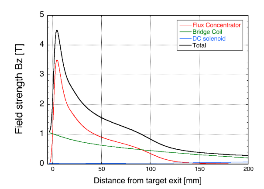 5
4
3
2
1
0
Field strength Bz [T]
Flux Concentrator
Bridge Coil
DC solenoid
Total
0 50 100 150 200
Distance from target exit [mm]